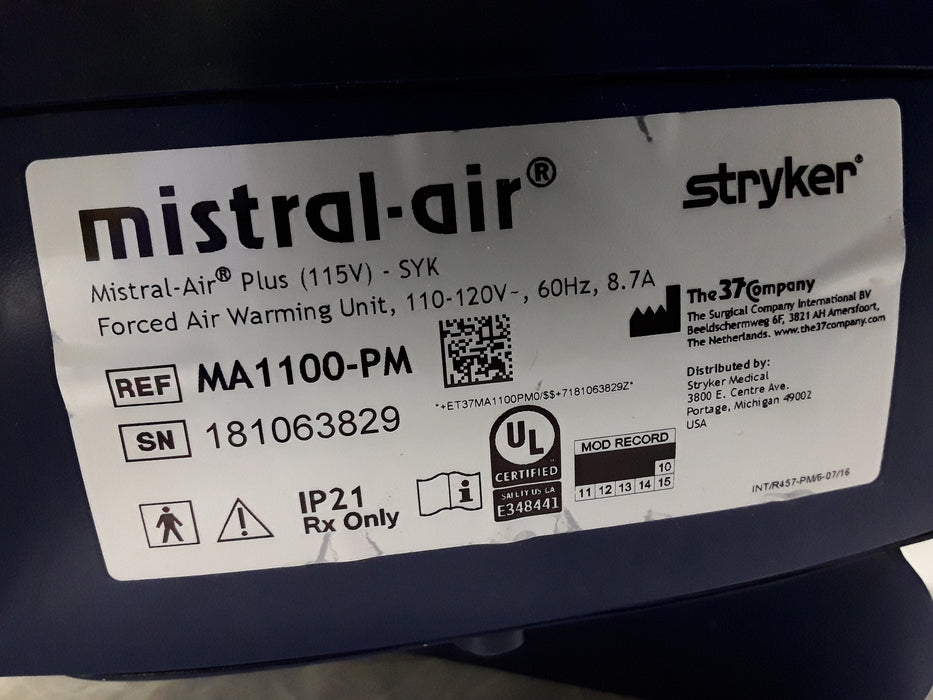 mistral-air®
stryker®
Mistral-Air® Plus (115V) - SYK
Forced Air Warming Unit, 110-120V~, 60Hz, 8.7A
REF MA1100-PM
SN 181063829
*+ET37MA1100PM0/$$+7181063829Z*
The 37Company
The Surgical Company International BV
Beeldschermweg 6F, 3821 AH Amersfoort,
The Netherlands. www.the37company.com
Distributed by:
Stryker Medical
3800 E. Centre Ave.
Portage, Michigan 49002
USA
IP21
Rx Only
i
UL
CERTIFIED
SAFETY US CA
E348441
MOD RECORD
10
11 12 13 14 15
INT/R457-PM/6-07/16